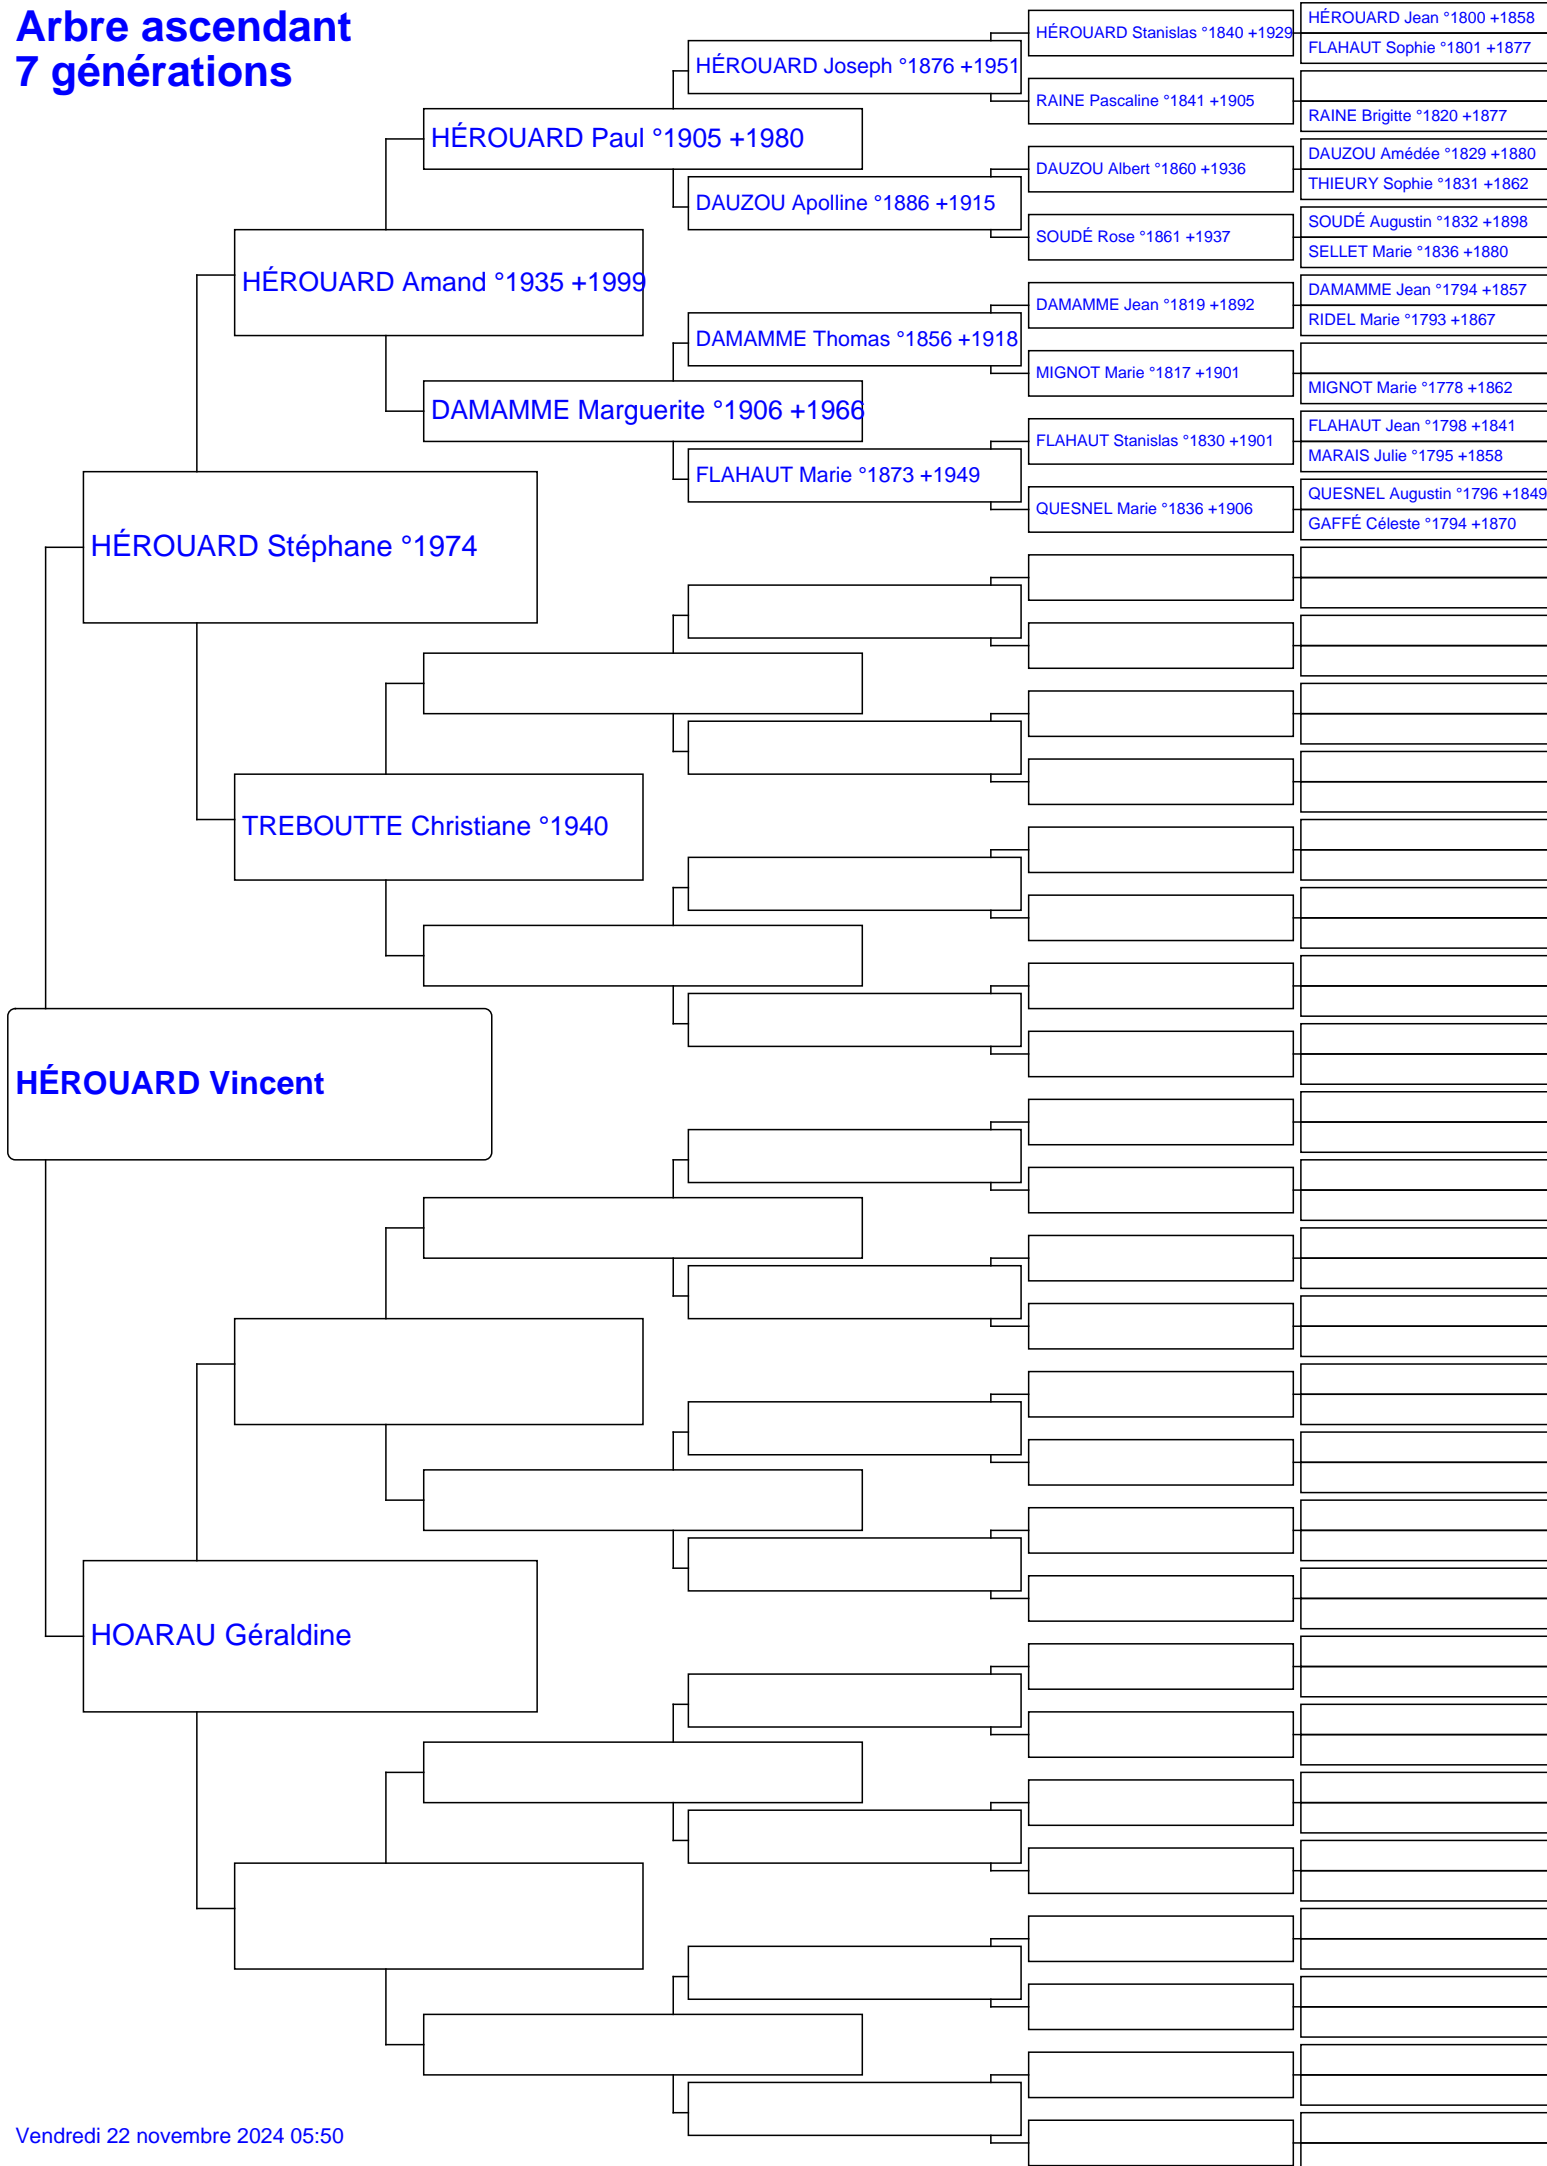 Arbre ascendant
7 générations
HÉROUARD Jean °1800 +1858
HÉROUARD Stanislas °1840 +1929
FLAHAUT Sophie °1801 +1877
HÉROUARD Joseph °1876 +1951
RAINE Pascaline °1841 +1905
RAINE Brigitte °1820 +1877
HÉROUARD Paul °1905 +1980
DAUZOU Amédée °1829 +1880
DAUZOU Albert °1860 +1936
THIEURY Sophie °1831 +1862
DAUZOU Apolline °1886 +1915
SOUDÉ Augustin °1832 +1898
SOUDÉ Rose °1861 +1937
SELLET Marie °1836 +1880
HÉROUARD Amand °1935 +1999
DAMAMME Jean °1794 +1857
DAMAMME Jean °1819 +1892
RIDEL Marie °1793 +1867
DAMAMME Thomas °1856 +1918
MIGNOT Marie °1817 +1901
MIGNOT Marie °1778 +1862
DAMAMME Marguerite °1906 +1966
FLAHAUT Jean °1798 +1841
FLAHAUT Stanislas °1830 +1901
MARAIS Julie °1795 +1858
FLAHAUT Marie °1873 +1949
QUESNEL Augustin °1796 +1849
QUESNEL Marie °1836 +1906
GAFFÉ Céleste °1794 +1870
HÉROUARD Stéphane °1974
TREBOUTTE Christiane °1940
HÉROUARD Vincent
HOARAU Géraldine
Vendredi 22 novembre 2024 05:50